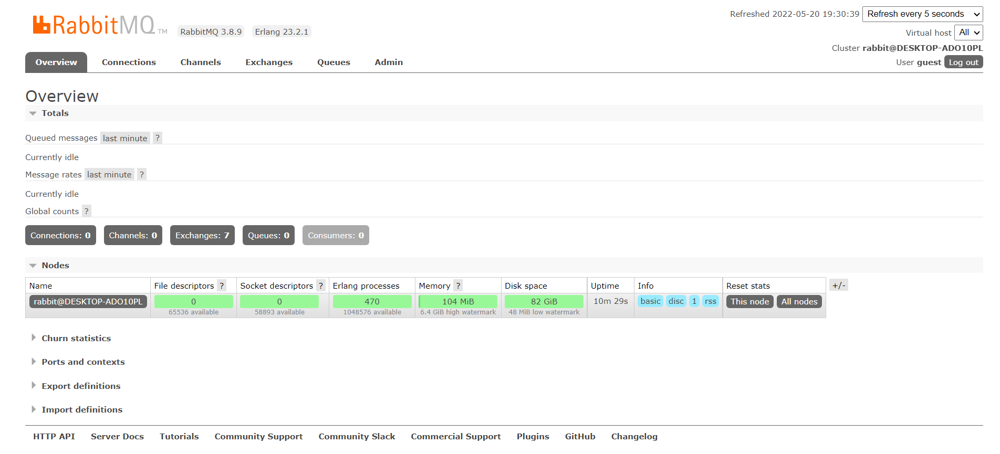 RabbitMQ TM RabbitMQ 3.8.9 Erlang 23.2.1
Refreshed 2022-05-20 19:30:39 Refresh every 5 seconds
Virtual host All
Cluster rabbit@DESKTOP-ADO10PL
User guest Log out
Overview Connections Channels Exchanges Queues Admin
Overview
Totals
Queued messages last minute ?
Currently idle
Message rates last minute ?
Currently idle
Global counts ?
Connections: 0 Channels: 0 Exchanges: 7 Queues: 0 Consumers: 0
Nodes
Name File descriptors ? Socket descriptors ? Erlang processes Memory ? Disk space Uptime Info Reset stats +/-
rabbit@DESKTOP-ADO10PL 0 0 470 104 MiB 82 GiB 10m 29s basic disc 1 rss This node All nodes
65536 available 58893 available 1048576 available 6.4 GiB high watermark 48 MiB low watermark
Churn statistics
Ports and contexts
Export definitions
Import definitions
HTTP API Server Docs Tutorials Community Support Community Slack Commercial Support Plugins GitHub Changelog